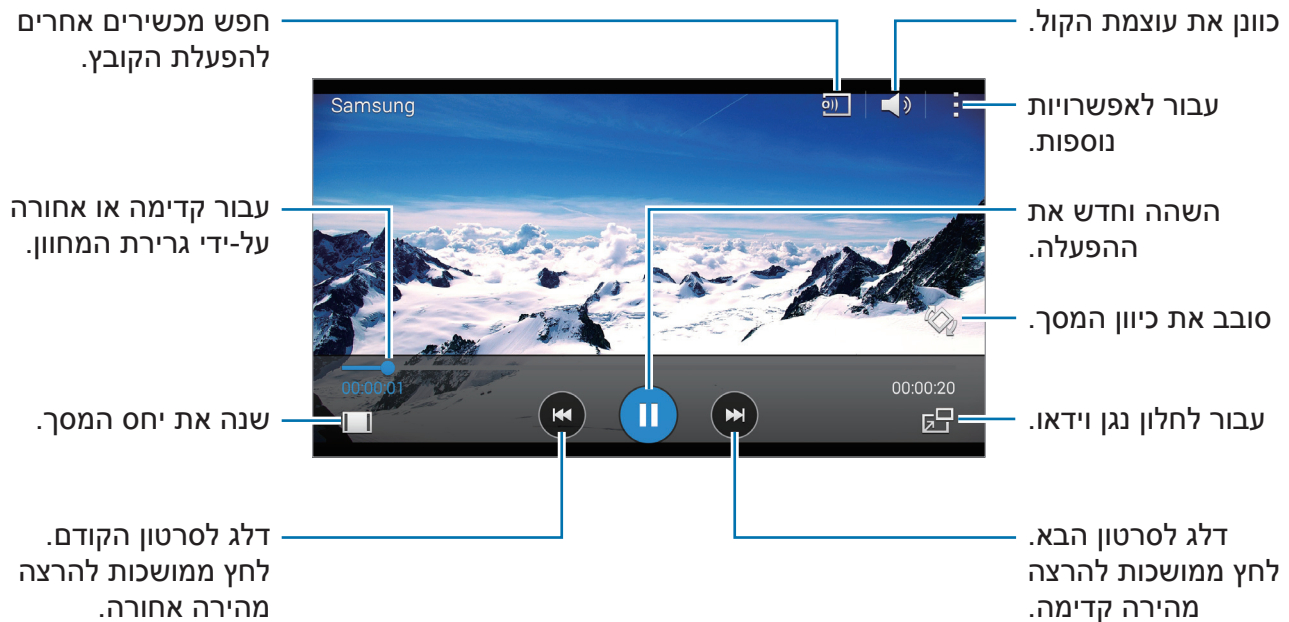 חפש מכשירים אחרים
להפעלת הקובץ.
כוונן את עוצמת הקול.
Samsung
עבור לאפשרויות
נוספות.
עבור קדימה או אחורה
על-ידי גרירת המחוון.
השהה וחדש את
ההפעלה.
סובב את כיוון המסך.
00:00:01
00:00:20
שנה את יחס המסך.
עבור לחלון נגן וידאו.
דלג לסרטון הקודם.
לחץ ממושכות להרצה
מהירה אחורה.
דלג לסרטון הבא.
לחץ ממושכות להרצה
מהירה קדימה.